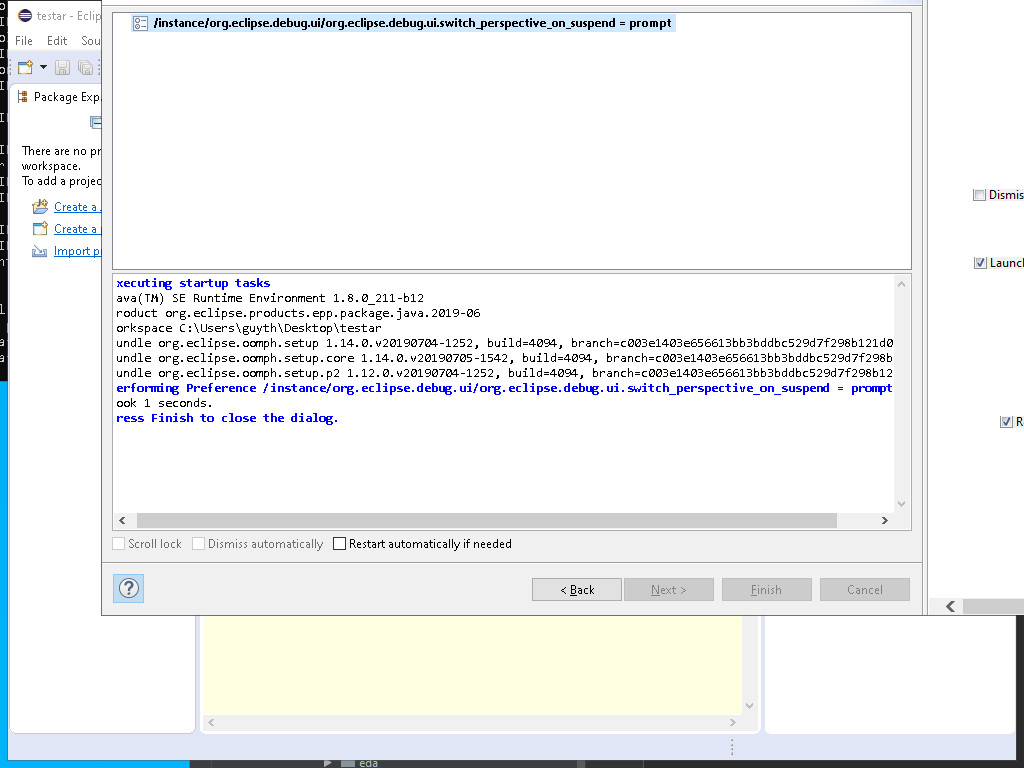 testar - Eclip
File Edit Sou
Package Exp
There are no pr
workspace.
To add a projec
Create a
Create a
Import p
/instance/org.eclipse.debug.ui/org.eclipse.debug.ui.switch_perspective_on_suspend = prompt
xecuting startup tasks
ava(TM) SE Runtime Environment 1.8.0_211-b12
roduct org.eclipse.products.epp.package.java.2019-06
orkspace C:\Users\guyth\Desktop\testar
undle org.eclipse.oomph.setup 1.14.0.v20190704-1252, build=4094, branch=c003e1403e656613bb3bddbc529d7f298b121d0
undle org.eclipse.oomph.setup.core 1.14.0.v20190705-1542, build=4094, branch=c003e1403e656613bb3bddbc529d7f298b
undle org.eclipse.oomph.setup.p2 1.12.0.v20190704-1252, build=4094, branch=c003e1403e656613bb3bddbc529d7f298b12
erforming Preference /instance/org.eclipse.debug.ui/org.eclipse.debug.ui.switch_perspective_on_suspend = prompt
ook 1 seconds.
ress Finish to close the dialog.
Scroll lock Dismiss automatically Restart automatically if needed
? < Back Next > Finish Cancel
Dismis
Launch
R
eda